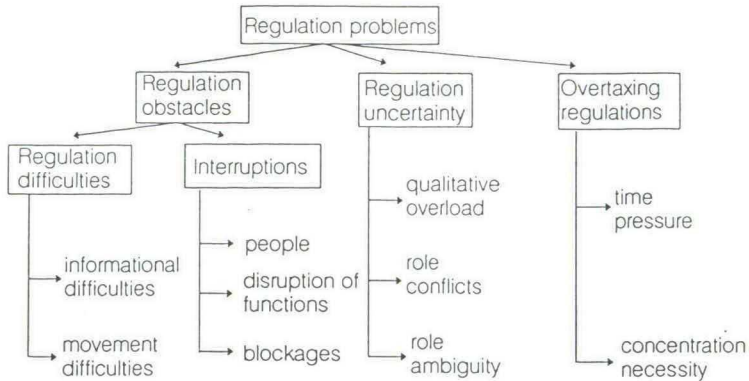 Regulation problems
Regulation
obstacles
Regulation
uncertainty
Overtaxing
regulations
Regulation
difficulties
Interruptions
informational
difficulties
movement
difficulties
people
disruption of
functions
blockages
qualitative
overload
role
conflicts
role
ambiguity
time
pressure
concentration
necessity